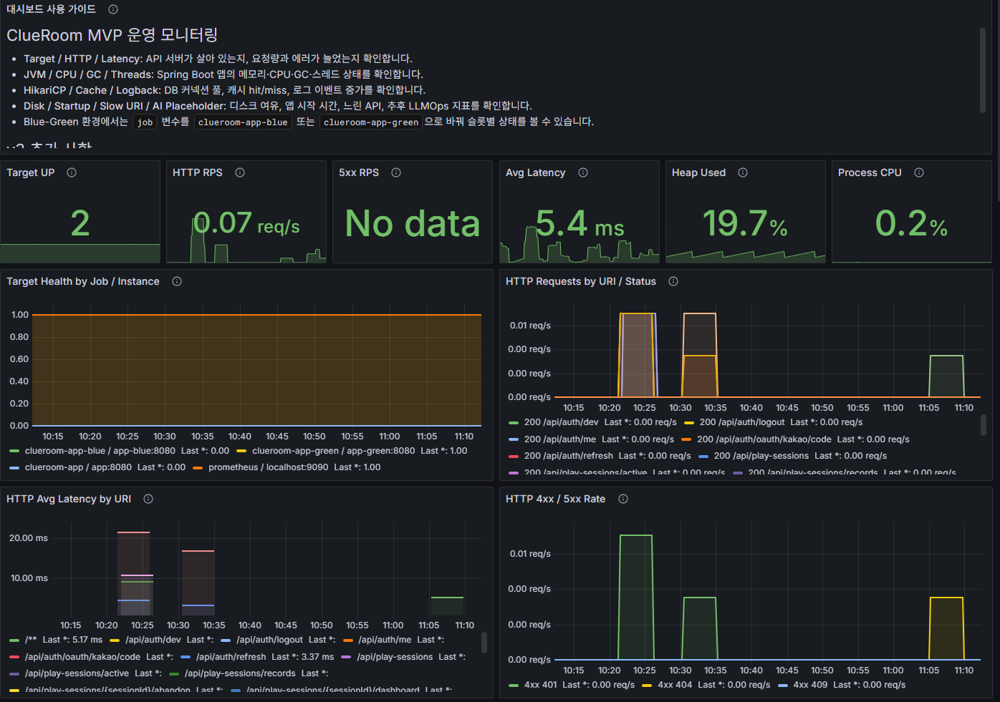 대시보드 사용 가이드
ClueRoom MVP 운영 모니터링
Target / HTTP / Latency: API 서버가 살아 있는지, 요청량과 에러가 늘었는지 확인합니다.
JVM / CPU / GC / Threads: Spring Boot 앱의 메모리·CPU·GC·스레드 상태를 확인합니다.
HikariCP / Cache / Logback: DB 커넥션 풀, 캐시 hit/miss, 로그 이벤트 증가를 확인합니다.
Disk / Startup / Slow URI / AI Placeholder: 디스크 여유, 앱 시작 시간, 느린 API, 추후 LLMOps 지표를 확인합니다.
Blue-Green 환경에서는 job 변수를 clueroom-app-blue 또는 clueroom-app-green 으로 바꿔 슬롯별 상태를 볼 수 있습니다.
Target UP
2
HTTP RPS
0.07 req/s
5xx RPS
No data
Avg Latency
5.4 ms
Heap Used
19.7%
Process CPU
0.2%
Target Health by Job / Instance
1.00
0.80
0.60
0.40
0.20
0.00
10:15 10:20 10:25 10:30 10:35 10:40 10:45 10:50 10:55 11:00 11:05 11:10
clueroom-app-blue / app-blue:8080 Last *: 0.00 clueroom-app-green / app-green:8080 Last *: 1.00
clueroom-app / app:8080 Last *: 0.00 prometheus / localhost:9090 Last *: 1.00
HTTP Requests by URI / Status
0.01 req/s
0.00 req/s
0.00 req/s
0.00 req/s
10:15 10:20 10:25 10:30 10:35 10:40 10:45 10:50 10:55 11:00 11:05 11:10
200 /api/auth/dev Last *: 0.00 req/s 200 /api/auth/logout Last *: 0.00 req/s
200 /api/auth/me Last *: 0.00 req/s 200 /api/auth/oauth/kakao/code Last *: 0.00 req/s
200 /api/auth/refresh Last *: 0.00 req/s 200 /api/play-sessions Last *: 0.00 req/s
200 /api/play-sessions/active Last *: 0.00 req/s 200 /api/play-sessions/records Last *: 0.00 req/s
HTTP Avg Latency by URI
20.00 ms
10.00 ms
10:15 10:20 10:25 10:30 10:35 10:40 10:45 10:50 10:55 11:00 11:05 11:10
/** Last *: 5.17 ms /api/auth/dev Last *: /api/auth/logout Last *: /api/auth/me Last *:
/api/auth/oauth/kakao/code Last *: /api/auth/refresh Last *: 3.37 ms /api/play-sessions Last *:
/api/play-sessions/active Last *: /api/play-sessions/records Last *:
/api/play-sessions/{sessionId}/abandon Last *: /api/play-sessions/{sessionId}/dashboard Last *:
HTTP 4xx / 5xx Rate
0.01 req/s
0.00 req/s
0.00 req/s
0.00 req/s
10:15 10:20 10:25 10:30 10:35 10:40 10:45 10:50 10:55 11:00 11:05 11:10
4xx 401 Last *: 0.00 req/s 4xx 404 Last *: 0.00 req/s 4xx 409 Last *: 0.00 req/s